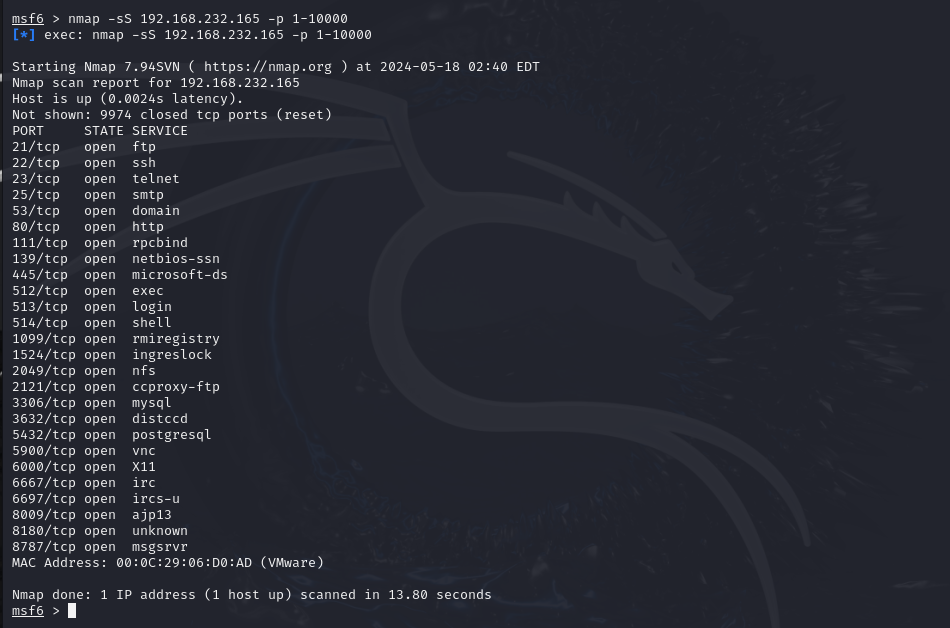 msf6 > nmap -sS 192.168.232.165 -p 1-10000
[*] exec: nmap -sS 192.168.232.165 -p 1-10000
Starting Nmap 7.94SVN ( https://nmap.org ) at 2024-05-18 02:40 EDT
Nmap scan report for 192.168.232.165
Host is up (0.0024s latency).
Not shown: 9974 closed tcp ports (reset)
PORT     STATE SERVICE
21/tcp   open  ftp
22/tcp   open  ssh
23/tcp   open  telnet
25/tcp   open  smtp
53/tcp   open  domain
80/tcp   open  http
111/tcp  open  rpcbind
139/tcp  open  netbios-ssn
445/tcp  open  microsoft-ds
512/tcp  open  exec
513/tcp  open  login
514/tcp  open  shell
1099/tcp open  rmiregistry
1524/tcp open  ingreslock
2049/tcp open  nfs
2121/tcp open  ccproxy-ftp
3306/tcp open  mysql
3632/tcp open  distccd
5432/tcp open  postgresql
5900/tcp open  vnc
6000/tcp open  X11
6667/tcp open  irc
6697/tcp open  ircs-u
8009/tcp open  ajp13
8180/tcp open  unknown
8787/tcp open  msgsrvr
MAC Address: 00:0C:29:06:D0:AD (VMware)
Nmap done: 1 IP address (1 host up) scanned in 13.80 seconds
msf6 >